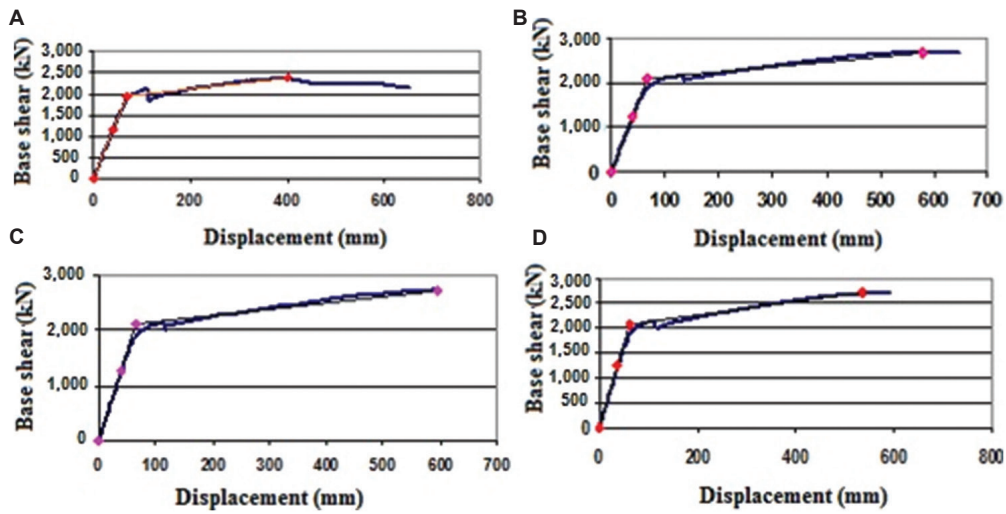 A
Base shear (kN)
3,000
2,500
2,000
1,500
1,000
500
0
0 200 400 600 800
Displacement (mm)
B
Base shear (kN)
3,000
2,000
1,000
0
0 100 200 300 400 500 600 700
Displacement (mm)
C
Base shear (kN)
3,000
2,000
1,000
0
0 100 200 300 400 500 600 700
Displacement (mm)
D
Base shear (kN)
3,000
2,500
2,000
1,500
1,000
500
0
0 200 400 600 800
Displacement (mm)